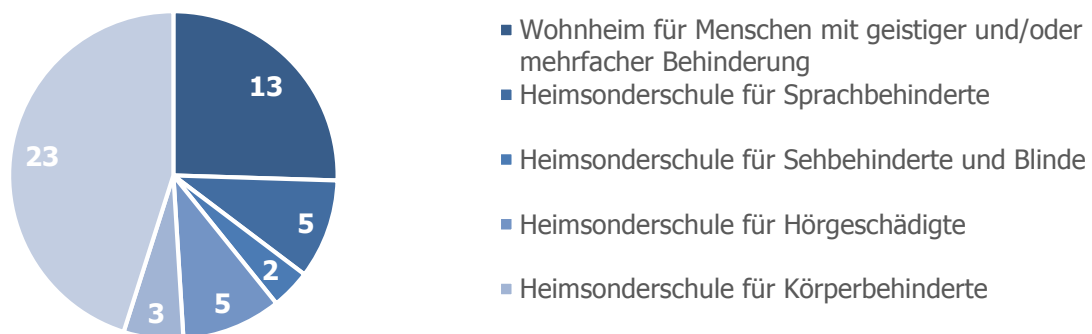 13
5
2
5
3
23
Wohnheim für Menschen mit geistiger und/oder
mehrfacher Behinderung
Heimsonderschule für Sprachbehinderte
Heimsonderschule für Sehbehinderte und Blinde
Heimsonderschule für Hörgeschädigte
Heimsonderschule für Körperbehinderte